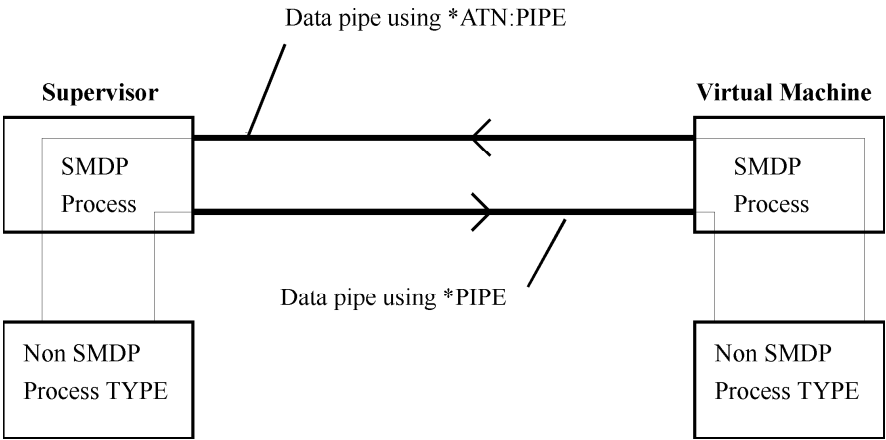 Data pipe using *ATN:PIPE
Supervisor
Virtual Machine
SMDP
Process
SMDP
Process
Data pipe using *PIPE
Non SMDP
Process TYPE
Non SMDP
Process TYPE